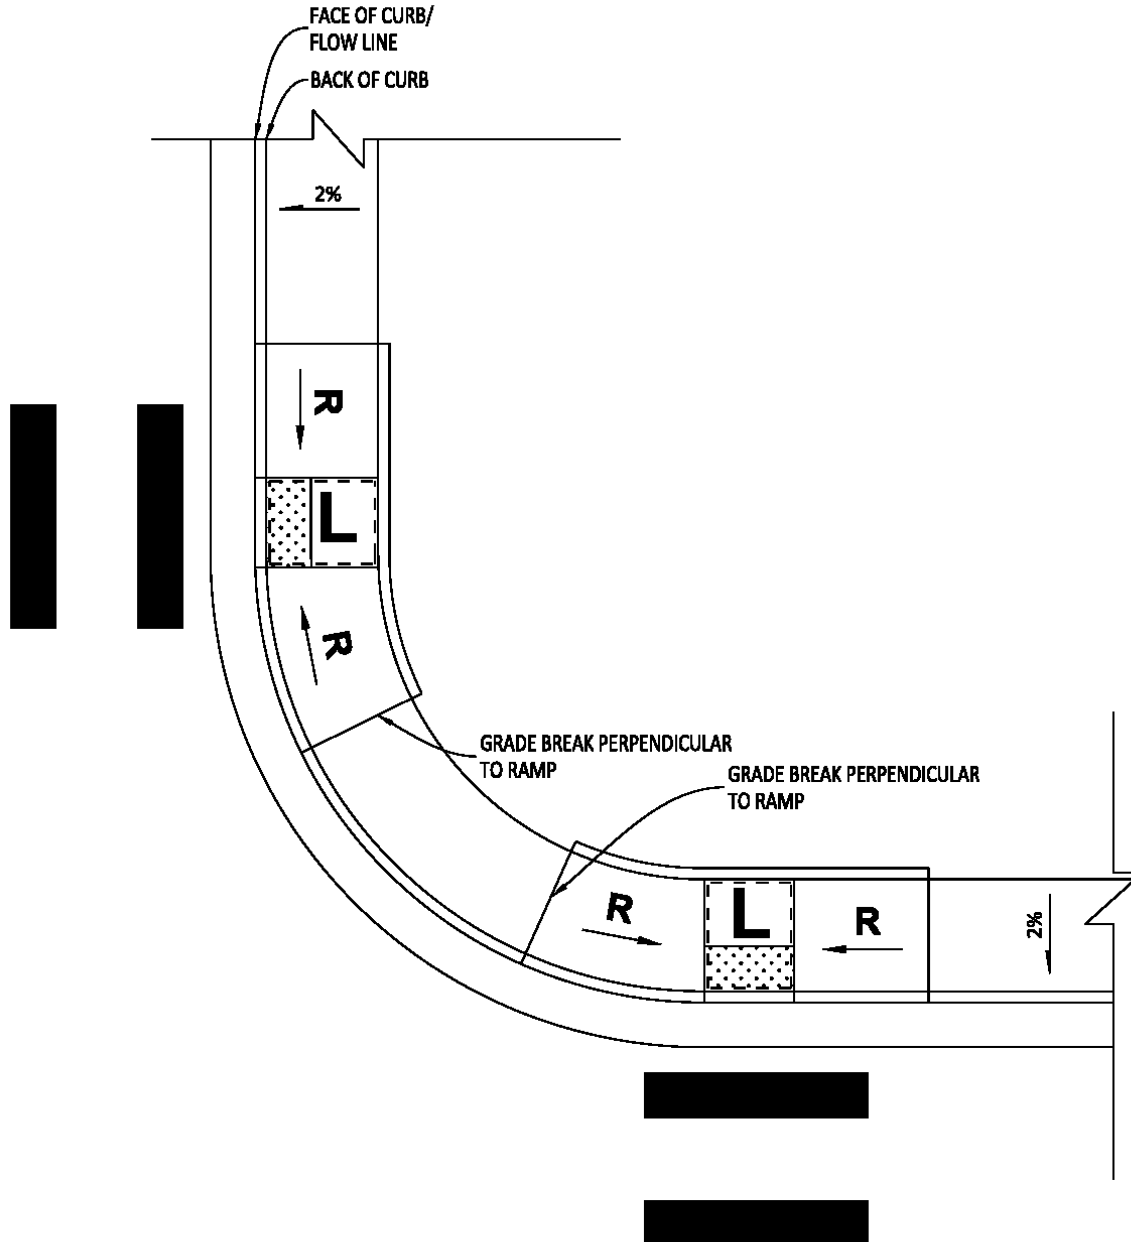 FACE OF CURB/
FLOW LINE
BACK OF CURB
2%
R
L
R
GRADE BREAK PERPENDICULAR
TO RAMP
GRADE BREAK PERPENDICULAR
TO RAMP
R
L
R
2%